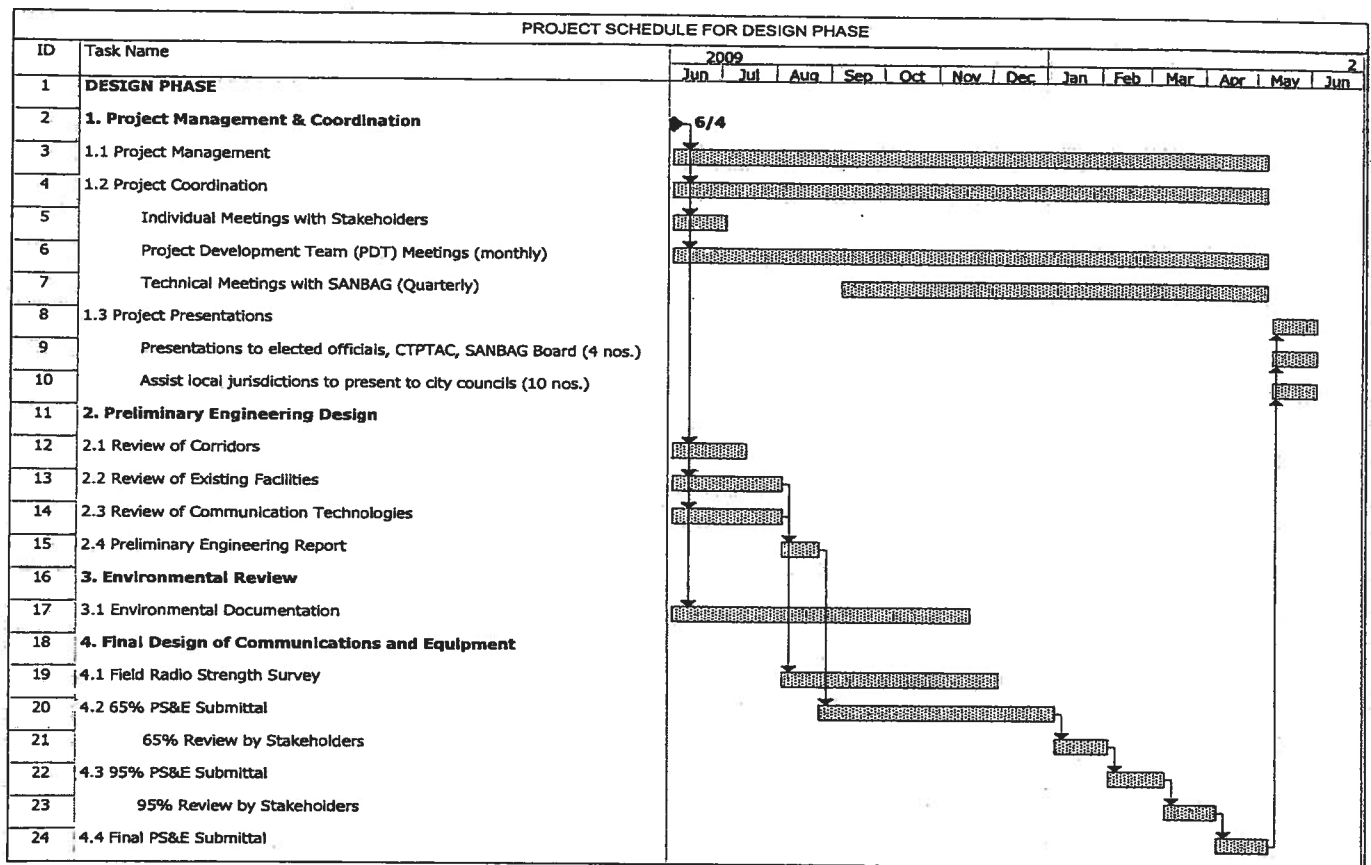 PROJECT SCHEDULE FOR DESIGN PHASE
ID Task Name 2009 2
Jun Jul Aug Sep Oct Nov Dec Jan Feb Mar Apr May Jun
1 DESIGN PHASE
2 1. Project Management & Coordination 6/4
3 1.1 Project Management
4 1.2 Project Coordination
5 Individual Meetings with Stakeholders
6 Project Development Team (PDT) Meetings (monthly)
7 Technical Meetings with SANBAG (Quarterly)
8 1.3 Project Presentations
9 Presentations to elected officials, CTPTAC, SANBAG Board (4 nos.)
10 Assist local jurisdictions to present to city councils (10 nos.)
11 2. Preliminary Engineering Design
12 2.1 Review of Corridors
13 2.2 Review of Existing Facilities
14 2.3 Review of Communication Technologies
15 2.4 Preliminary Engineering Report
16 3. Environmental Review
17 3.1 Environmental Documentation
18 4. Final Design of Communications and Equipment
19 4.1 Field Radio Strength Survey
20 4.2 65% PS&E Submittal
21 65% Review by Stakeholders
22 4.3 95% PS&E Submittal
23 95% Review by Stakeholders
24 4.4 Final PS&E Submittal